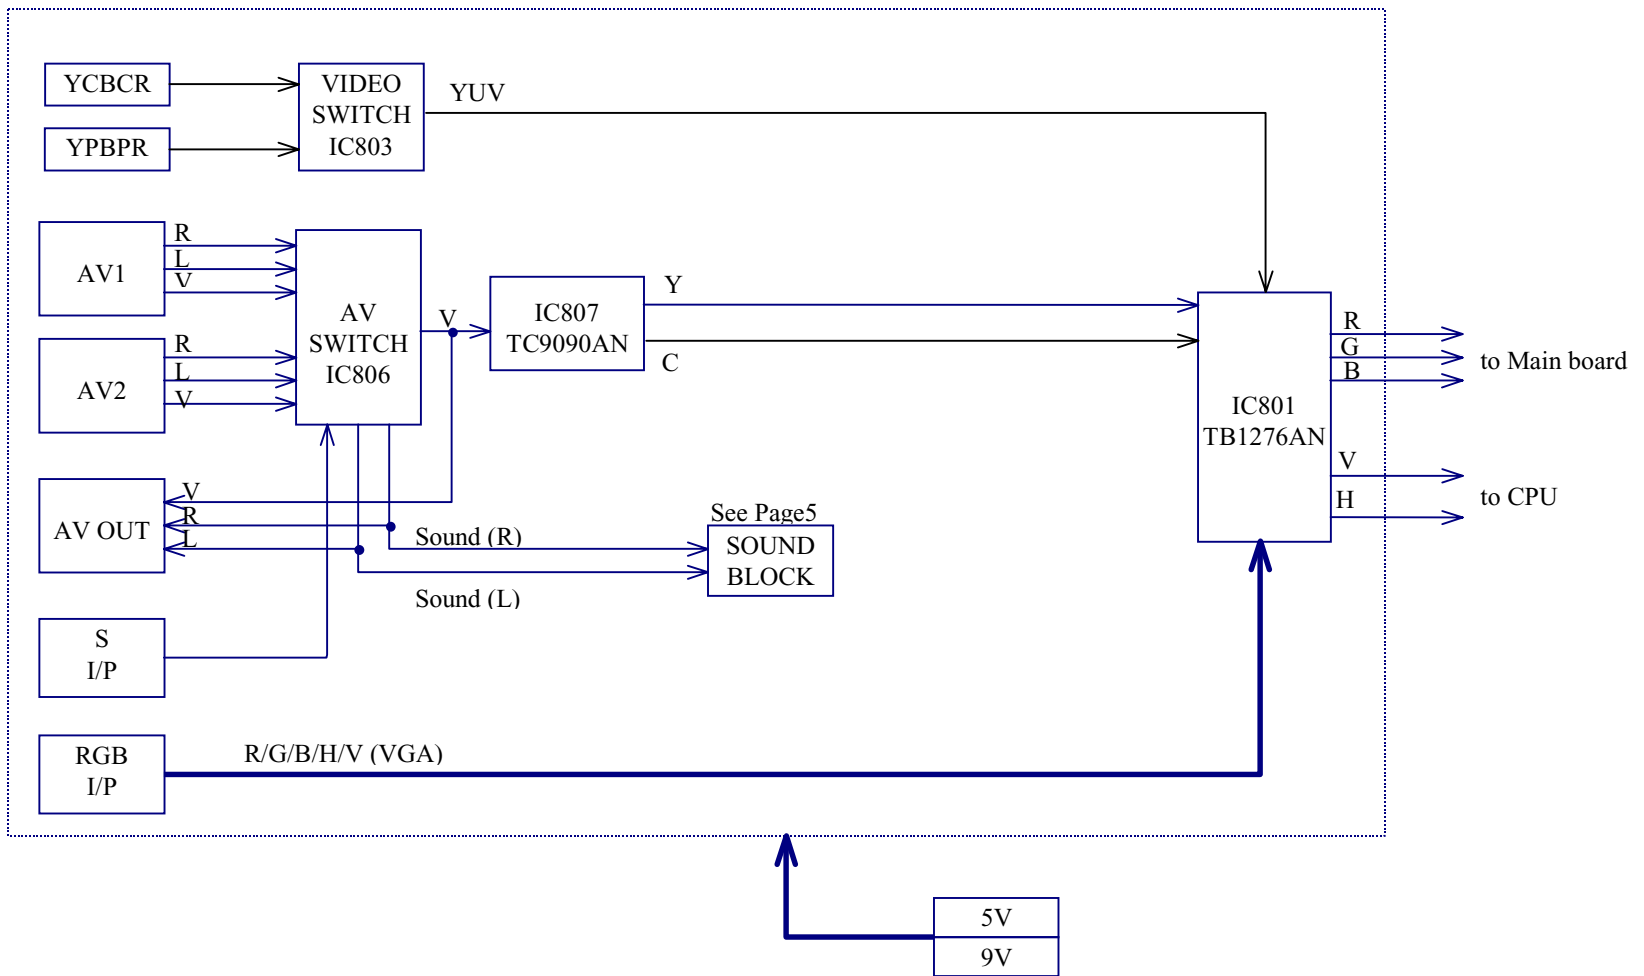 YCBCR
YPBPR
VIDEO
SWITCH
IC803
YUV
AV1
R
L
V
AV2
R
L
V
AV
SWITCH
IC806
V
IC807
TC9090AN
Y
C
IC801
TB1276AN
R
G
B
to Main board
V
H
to CPU
AV OUT
V
R
L
Sound (R)
Sound (L)
See Page5
SOUND
BLOCK
S
I/P
RGB
I/P
R/G/B/H/V (VGA)
5V
9V